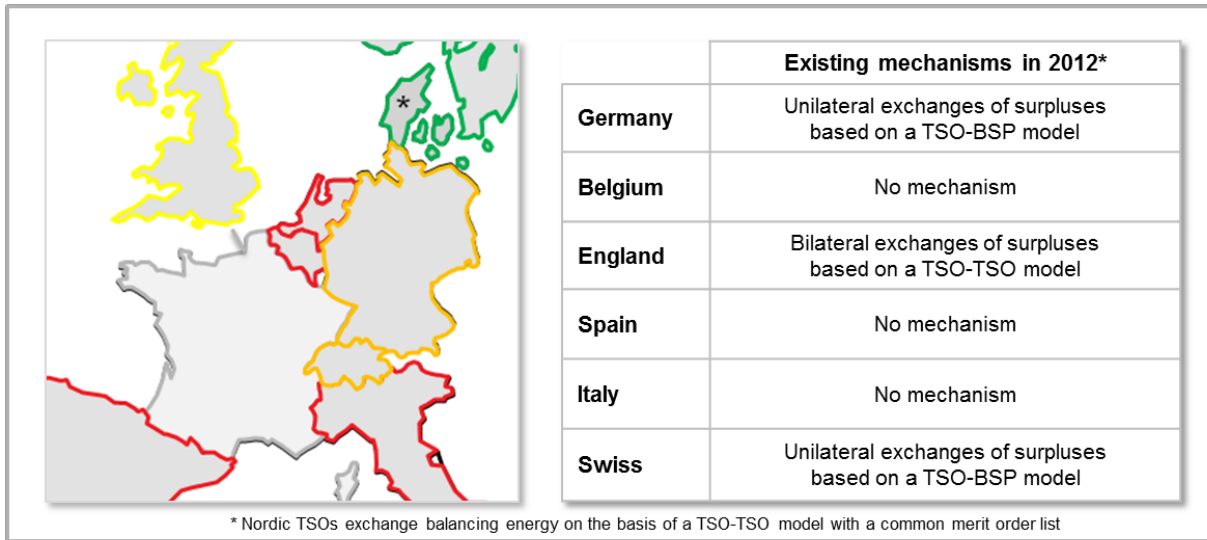 *
Existing mechanisms in 2012*
Germany
Unilateral exchanges of surpluses
based on a TSO-BSP model
Belgium
No mechanism
England
Bilateral exchanges of surpluses
based on a TSO-TSO model
Spain
No mechanism
Italy
No mechanism
Swiss
Unilateral exchanges of surpluses
based on a TSO-BSP model
* Nordic TSOs exchange balancing energy on the basis of a TSO-TSO model with a common merit order list